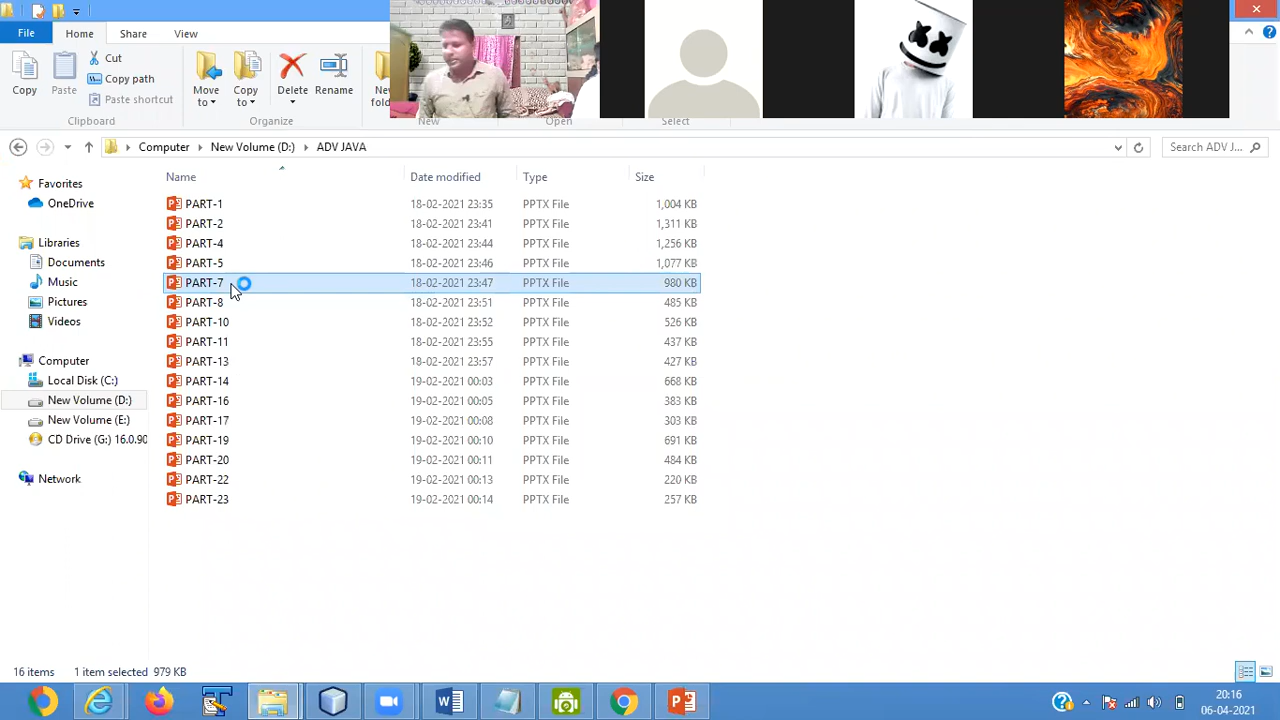 File
Home
Share
View
Copy
Paste
Cut
Copy path
Paste shortcut
Clipboard
Move
to
Copy
to
Delete
Rename
New
Organize
New
Open
Select
Computer
New Volume (D:)
ADV JAVA
Search ADV J...
Name
Date modified
Type
Size
PART-1 18-02-2021 23:35 PPTX File 1,004 KB
PART-2 18-02-2021 23:41 PPTX File 1,311 KB
PART-4 18-02-2021 23:44 PPTX File 1,256 KB
PART-5 18-02-2021 23:46 PPTX File 1,077 KB
PART-7 18-02-2021 23:47 PPTX File 980 KB
PART-8 18-02-2021 23:51 PPTX File 485 KB
PART-10 18-02-2021 23:52 PPTX File 526 KB
PART-11 18-02-2021 23:55 PPTX File 437 KB
PART-13 18-02-2021 23:57 PPTX File 427 KB
PART-14 19-02-2021 00:03 PPTX File 668 KB
PART-16 19-02-2021 00:05 PPTX File 383 KB
PART-17 19-02-2021 00:08 PPTX File 303 KB
PART-19 19-02-2021 00:10 PPTX File 691 KB
PART-20 19-02-2021 00:11 PPTX File 484 KB
PART-22 19-02-2021 00:13 PPTX File 220 KB
PART-23 19-02-2021 00:14 PPTX File 257 KB
Favorites
OneDrive
Libraries
Documents
Music
Pictures
Videos
Computer
Local Disk (C:)
New Volume (D:)
New Volume (E:)
CD Drive (G:) 16.0.90
Network
16 items 1 item selected 979 KB
20:16
06-04-2021